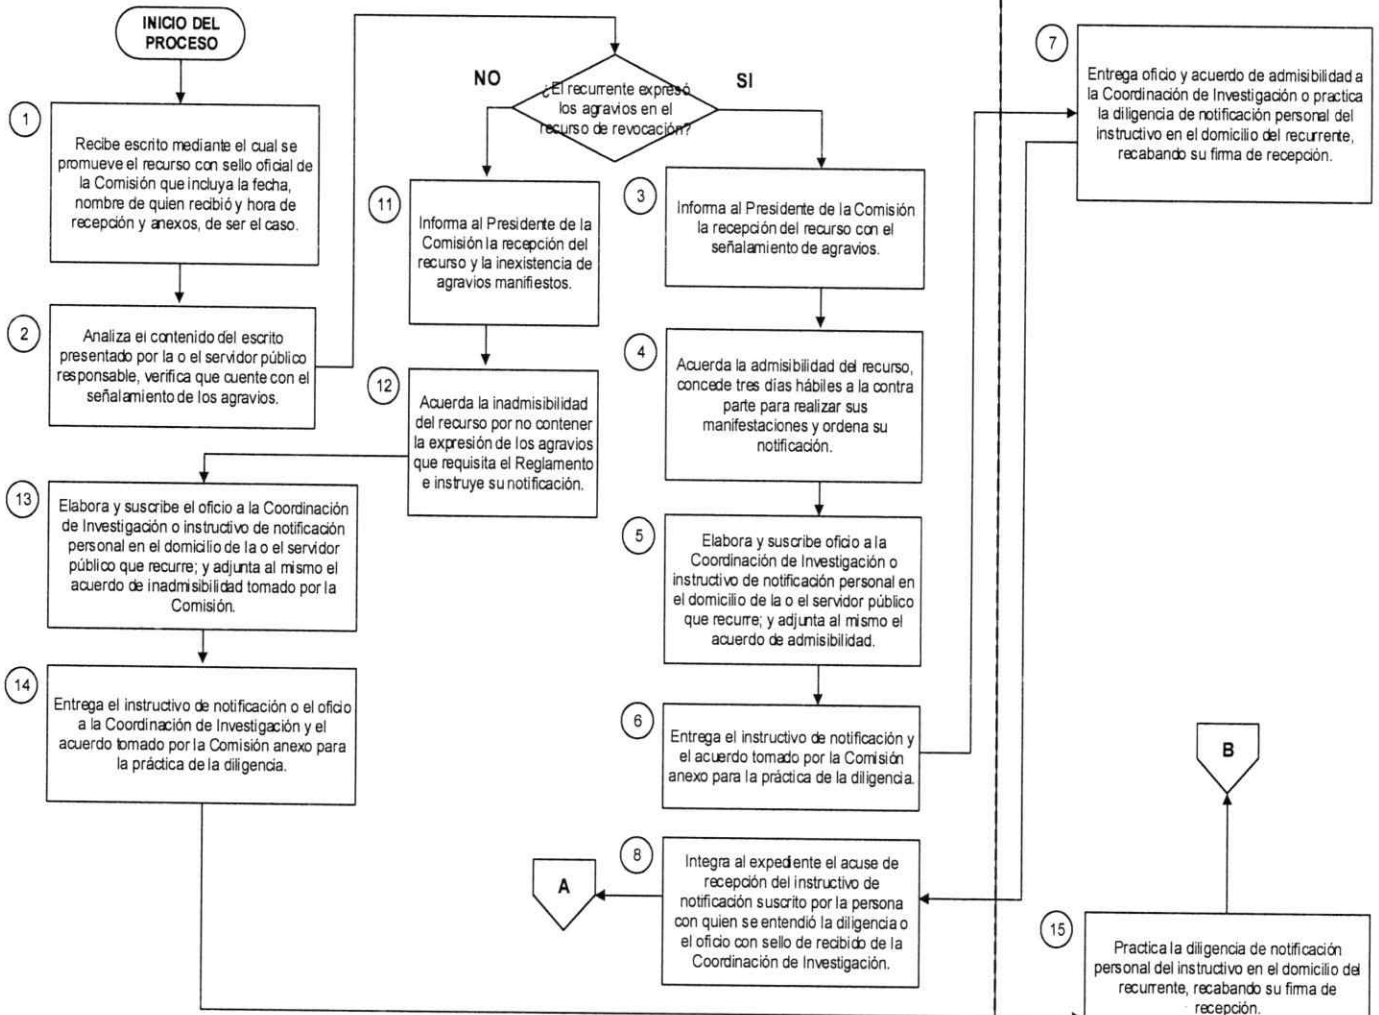 INICIO DEL
PROCESO
1
Recibe escrito mediante el cual se
promueve el recurso con sello oficial de
la Comisión que incluya la fecha,
nombre de quien recibió y hora de
recepción y anexos, de ser el caso.
2
Analiza el contenido del escrito
presentado por la o el servidor público
responsable, verifica que cuente con el
señalamiento de los agravios.
¿El recurrente expresó
los agravios en el
recurso de revocación?
NO
SI
11
Informa al Presidente de la
Comisión la recepción del
recurso y la inexistencia de
agravios manifiestos.
12
Acuerda la inadmisibilidad
del recurso por no contener
la expresión de los agravios
que requisita el Reglamento
e instruye su notificación.
13
Elabora y suscribe el oficio a la Coordinación
de Investigación o instructivo de notificación
personal en el domicilio de la o el servidor
público que recurre; y adjunta al mismo el
acuerdo de inadmisibilidad tomado por la
Comisión.
14
Entrega el instructivo de notificación o el oficio
a la Coordinación de Investigación y el
acuerdo tomado por la Comisión anexo para
la práctica de la diligencia.
3
Informa al Presidente de la Comisión
la recepción del recurso con el
señalamiento de agravios.
4
Acuerda la admisibilidad del recurso,
concede tres días hábiles a la contra
parte para realizar sus
manifestaciones y ordena su
notificación.
5
Elabora y suscribe oficio a la
Coordinación de Investigación o
instructivo de notificación personal en
el domicilio de la o el servidor público
que recurre; y adjunta al mismo el
acuerdo de admisibilidad.
6
Entrega el instructivo de notificación y
el acuerdo tomado por la Comisión
anexo para la práctica de la diligencia.
7
Entrega oficio y acuerdo de admisibilidad a
la Coordinación de Investigación o practica
la diligencia de notificación personal del
instructivo en el domicilio del recurrente,
recabando su firma de recepción.
8
Integra al expediente el acuse de
recepción del instructivo de
notificación suscrito por la persona
con quien se entendió la diligencia o
el oficio con sello de recibido de la
Coordinación de Investigación.
A
B
15
Practica la diligencia de notificación
personal del instructivo en el domicilio del
recurrente, recabando su firma de
recepción.